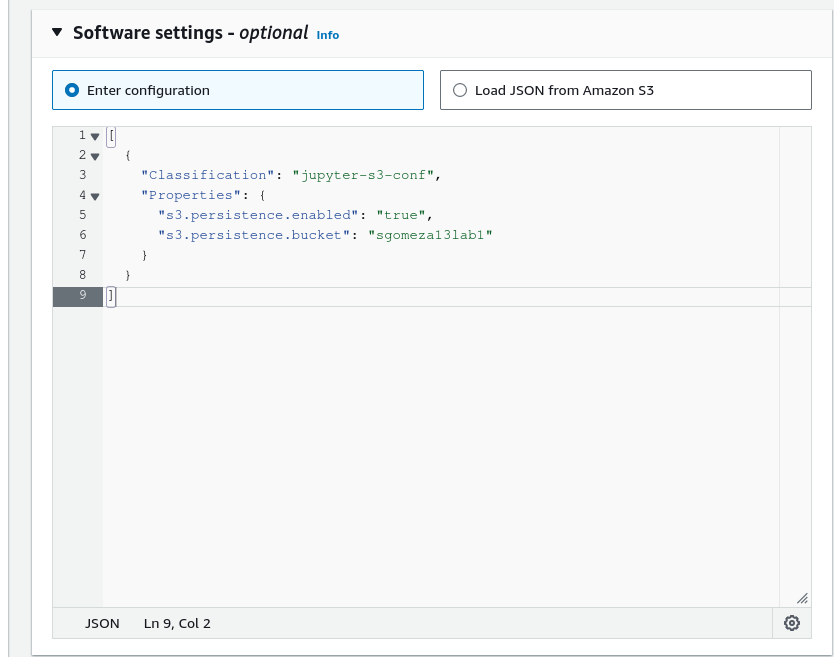 Software settings - optional Info
Enter configuration
Load JSON from Amazon S3
1 [
2 {
3 "Classification": "jupyter-s3-conf",
4 "Properties": {
5 "s3.persistence.enabled": "true",
6 "s3.persistence.bucket": "sgomeza13lab1"
7 }
8 }
9 ]
JSON Ln 9, Col 2